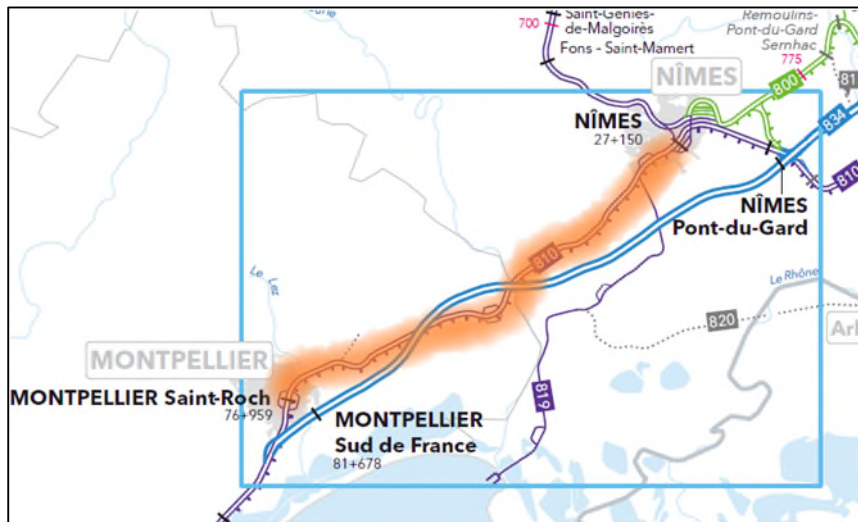 Saint-Geniès-
de-Malgoirès
700
Fons - Saint-Mamert
Remoulins-
Pont-du-Gard
Sernhac
775
NÎMES
800
81
834
NÎMES
27+150
810
NÎMES
Pont-du-Gard
810
Le Lez
Le Rhône
820
Arl
MONTPELLIER
819
MONTPELLIER Saint-Roch
76+959
MONTPELLIER
Sud de France
81+678